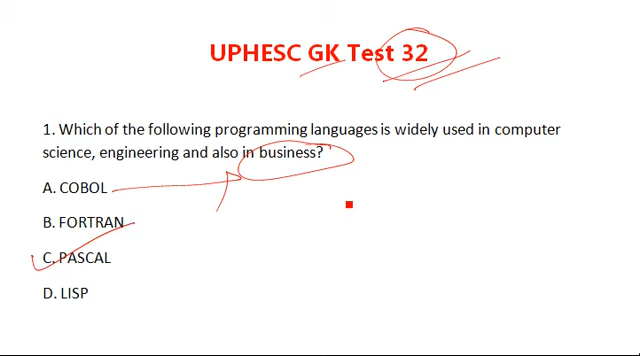 UPHESC GK Test 32
1. Which of the following programming languages is widely used in computer
science, engineering and also in business?
A. COBOL
B. FORTRAN
C. PASCAL
D. LISP